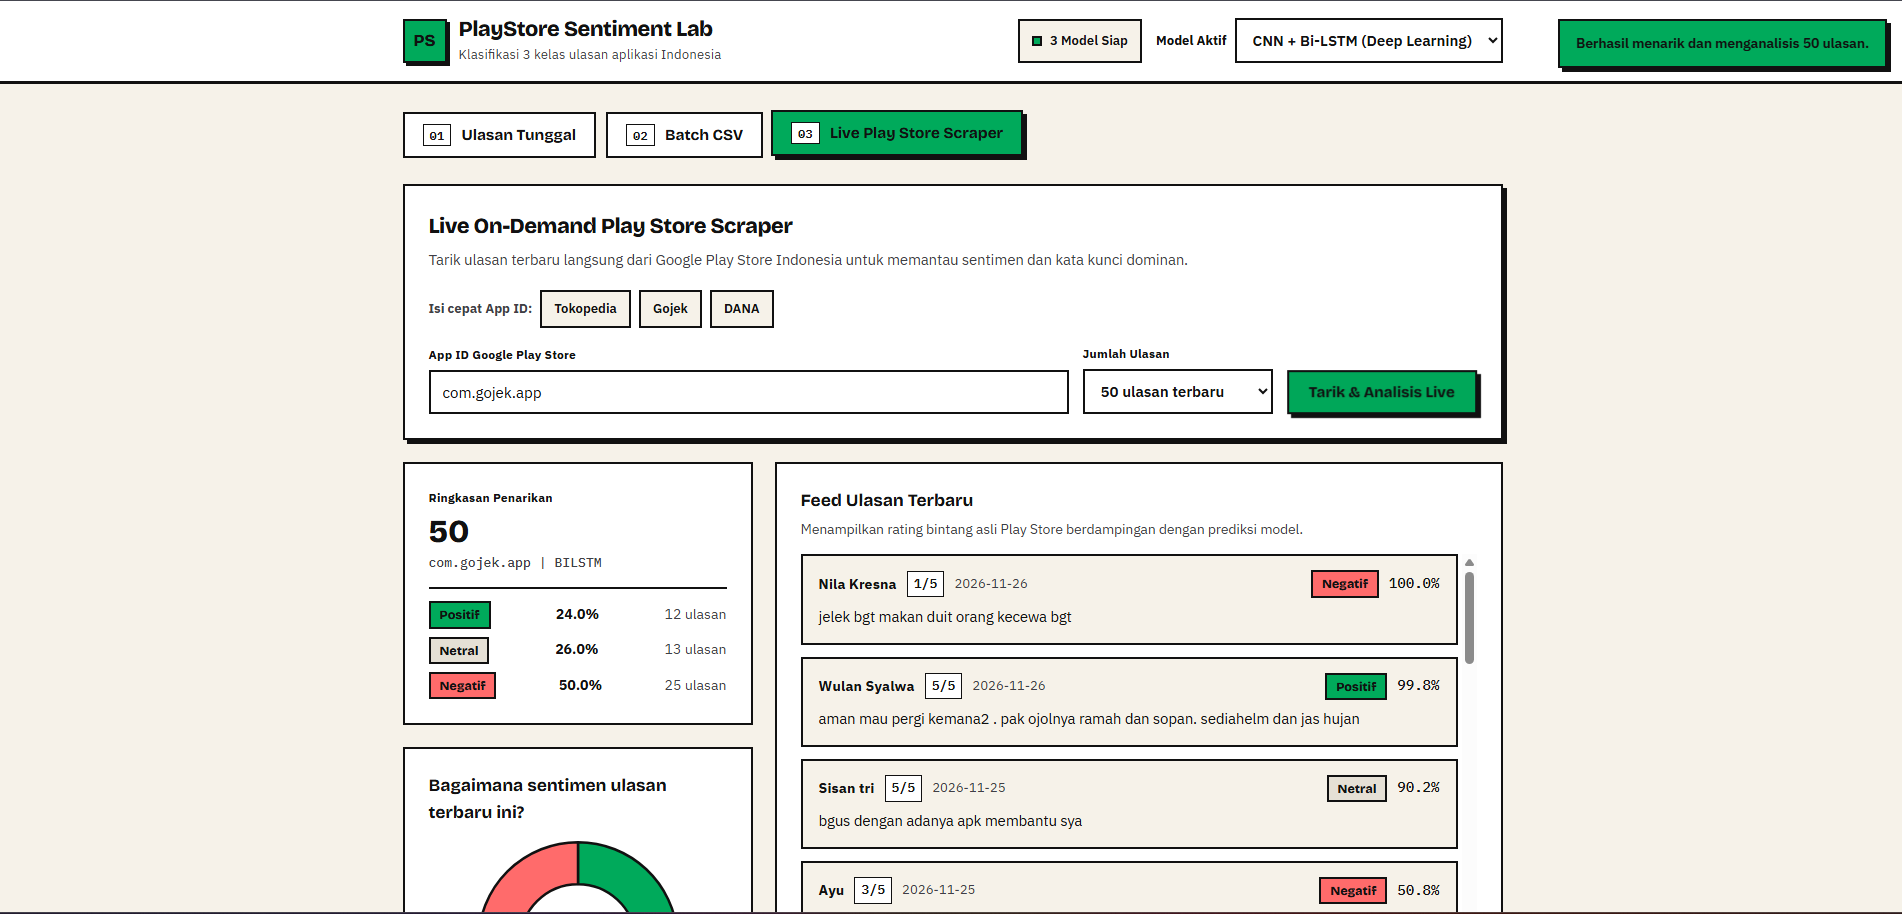 PS
PlayStore Sentiment Lab
Klasifikasi 3 kelas ulasan aplikasi Indonesia
3 Model Siap
Model Aktif
CNN + Bi-LSTM (Deep Learning)
Berhasil menarik dan menganalisis 50 ulasan.
01 Ulasan Tunggal
02 Batch CSV
03 Live Play Store Scraper
Live On-Demand Play Store Scraper
Tarik ulasan terbaru langsung dari Google Play Store Indonesia untuk memantau sentimen dan kata kunci dominan.
Isi cepat App ID: Tokopedia Gojek DANA
App ID Google Play Store
com.gojek.app
Jumlah Ulasan
50 ulasan terbaru
Tarik & Analisis Live
Ringkasan Penarikan
50
com.gojek.app | BILSTM
Positif 24.0% 12 ulasan
Netral 26.0% 13 ulasan
Negatif 50.0% 25 ulasan
Bagaimana sentimen ulasan
terbaru ini?
Feed Ulasan Terbaru
Menampilkan rating bintang asli Play Store berdampingan dengan prediksi model.
Nila Kresna 1/5 2026-11-26 Negatif 100.0%
jelek bgt makan duit orang kecewa bgt
Wulan Syalwa 5/5 2026-11-26 Positif 99.8%
aman mau pergi kemana2 . pak ojolnya ramah dan sopan. sediahelm dan jas hujan
Sisan tri 5/5 2026-11-25 Netral 90.2%
bgus dengan adanya apk membantu sya
Ayu 3/5 2026-11-25 Negatif 50.8%